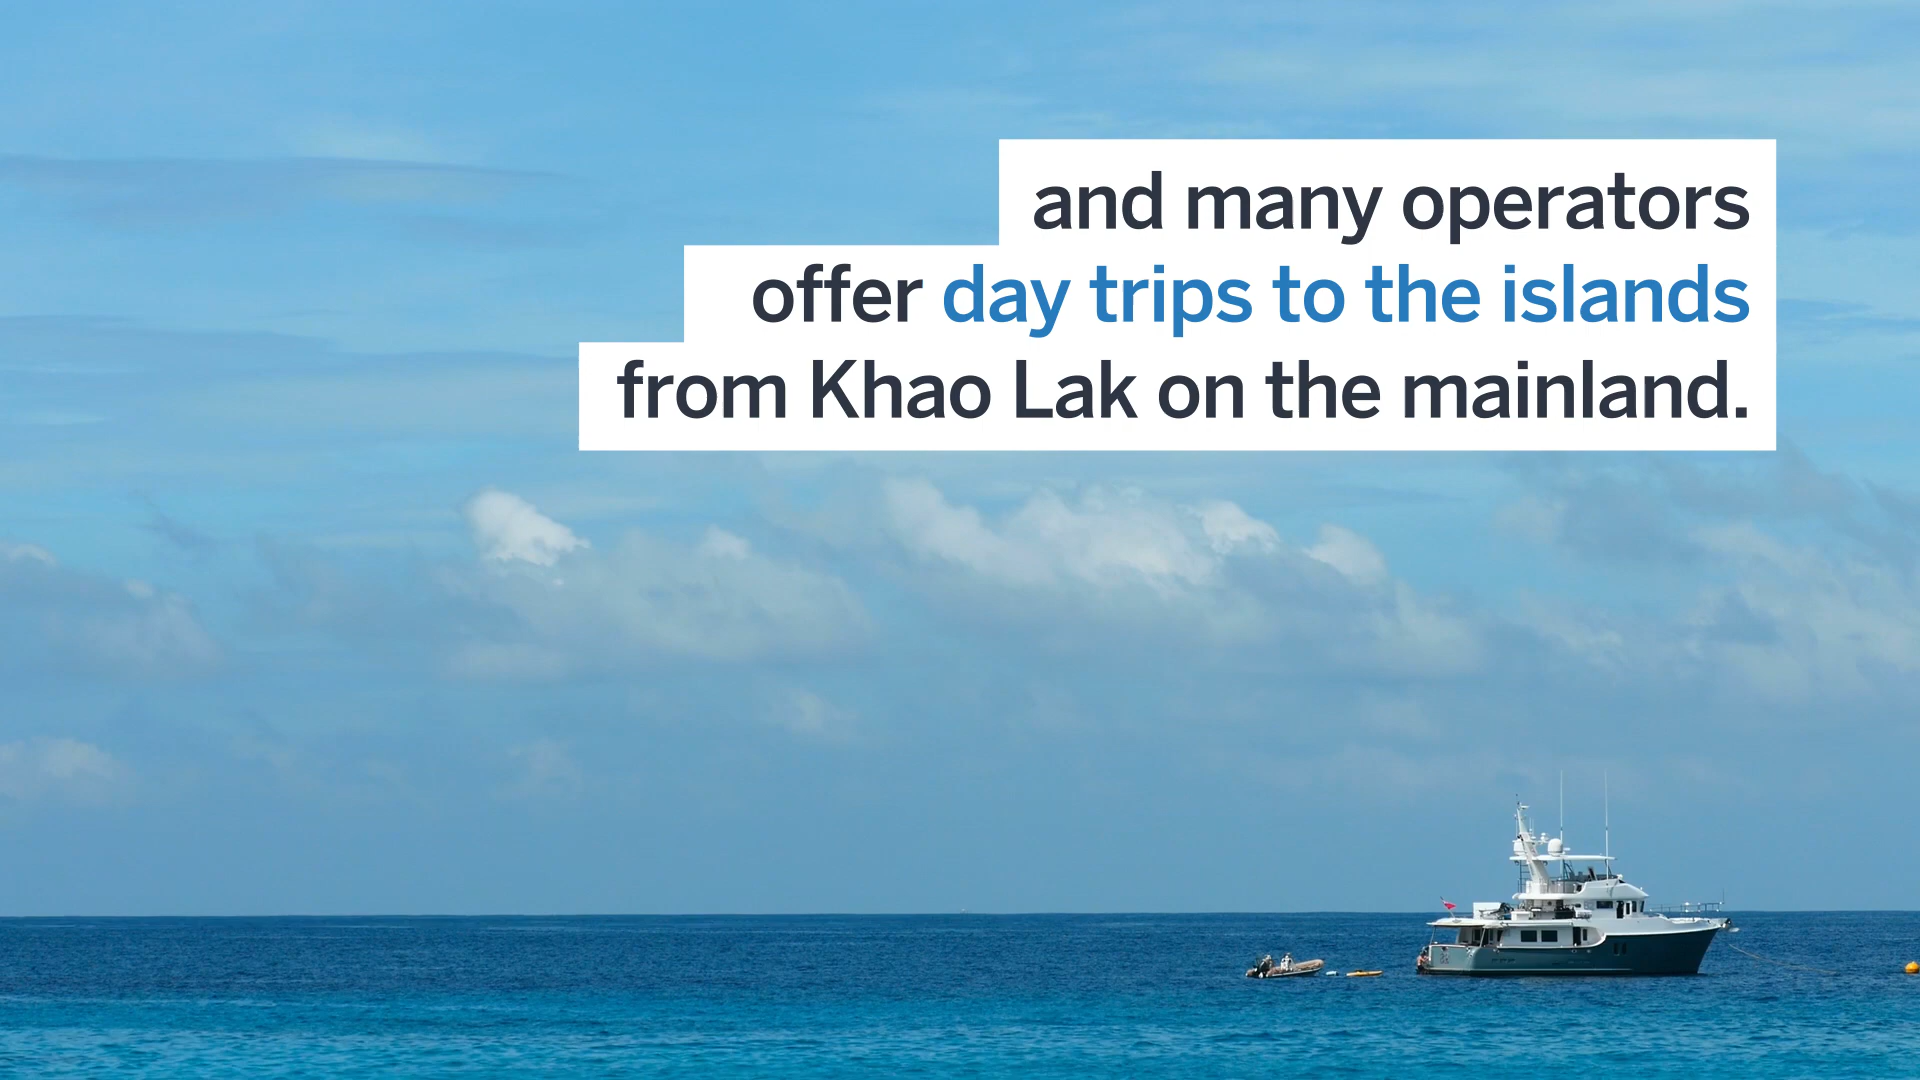 and many operators
offer day trips to the islands
from Khao Lak on the mainland.